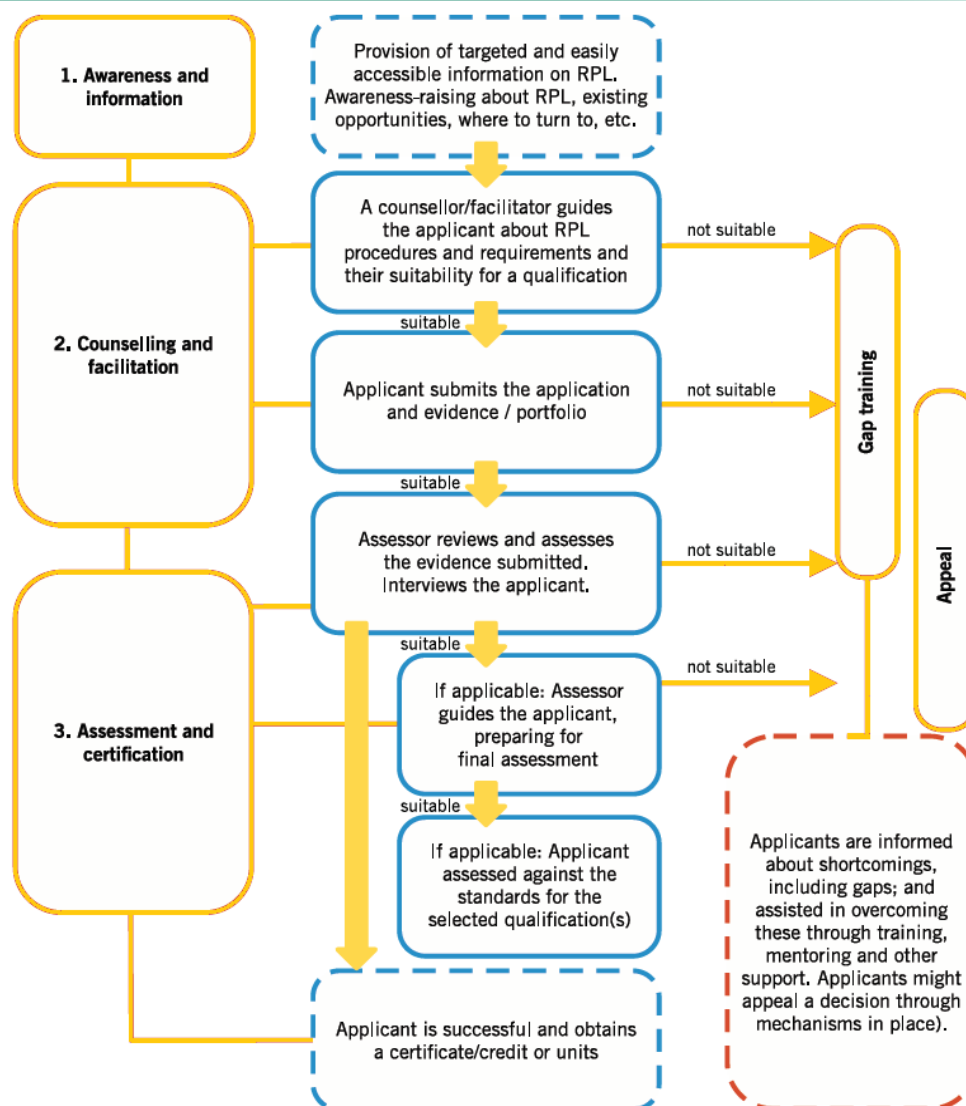 1. Awareness and
information
Provision of targeted and easily
accessible information on RPL.
Awareness-raising about RPL, existing
opportunities, where to turn to, etc.
2. Counselling and
facilitation
A counsellor/facilitator guides
the applicant about RPL
procedures and requirements and
their suitability for a qualification
not suitable
suitable
Applicant submits the application
and evidence / portfolio
not suitable
suitable
Assessor reviews and assesses
the evidence submitted.
Interviews the applicant.
not suitable
suitable
3. Assessment and
certification
If applicable: Assessor
guides the applicant,
preparing for
final assessment
not suitable
suitable
If applicable: Applicant
assessed against the
standards for the
selected qualification(s)
Applicant is successful and obtains
a certificate/credit or units
Gap training
Appeal
Applicants are informed
about shortcomings,
including gaps; and
assisted in overcoming
these through training,
mentoring and other
support. Applicants might
appeal a decision through
mechanisms in place).